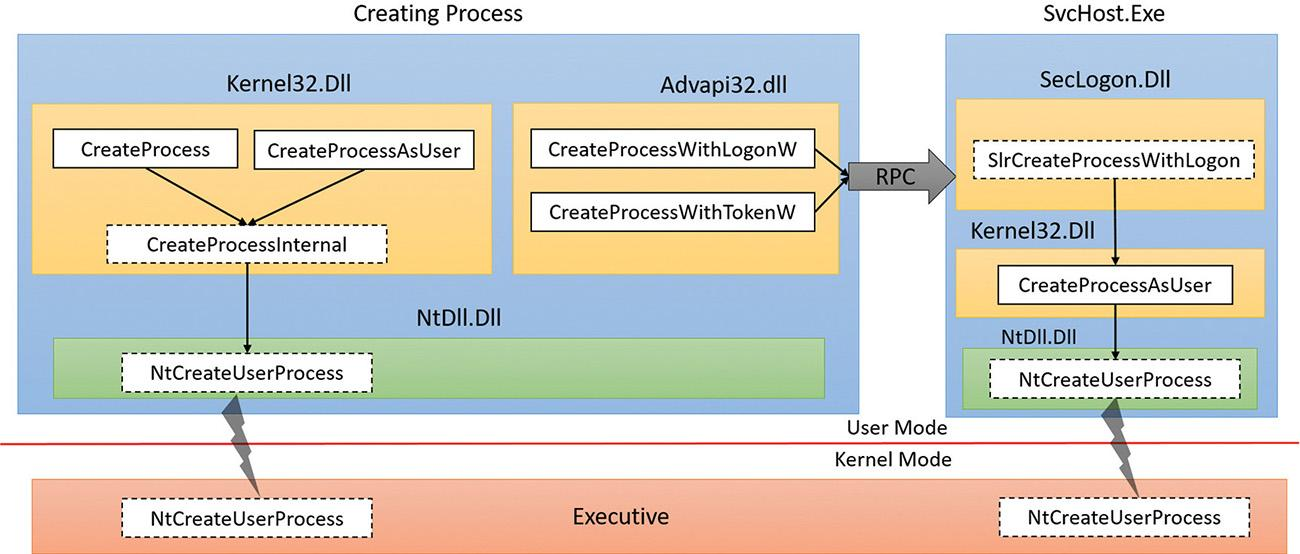 Creating Process
SvcHost.Exe
Kernel32.Dll
Advapi32.dll
SecLogon.Dll
CreateProcess
CreateProcessAsUser
CreateProcessWithLogonW
SlrCreateProcessWithLogon
RPC
CreateProcessWithTokenW
CreateProcessInternal
Kernel32.Dll
CreateProcessAsUser
NtDll.Dll
NtDll.Dll
NtCreateUserProcess
NtCreateUserProcess
User Mode
Kernel Mode
NtCreateUserProcess
Executive
NtCreateUserProcess